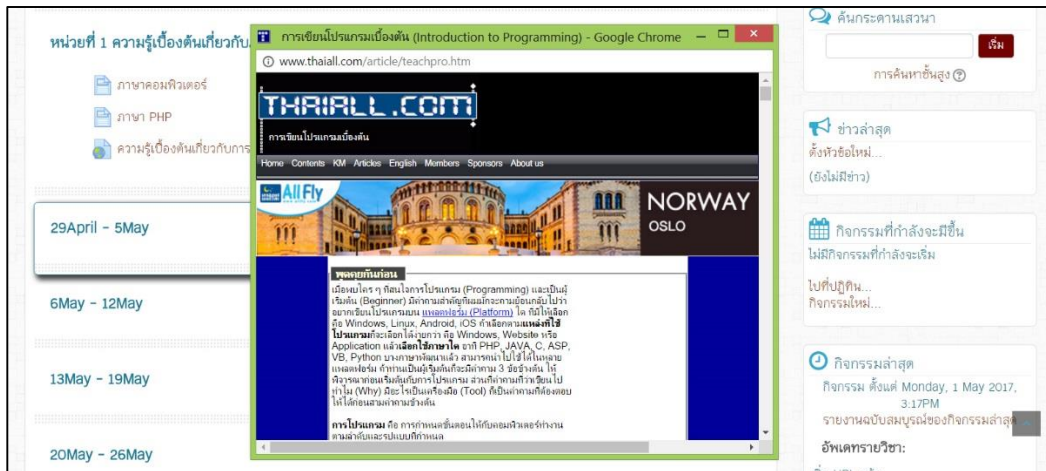 หน่วยที่ 1 ความรู้เบื้องต้นเกี่ยวกับ
ภาษาคอมพิวเตอร์
ภาษา PHP
ความรู้เบื้องต้นเกี่ยวกับการ
29April - 5May
6May - 12May
13May - 19May
20May - 26May
การเขียนโปรแกรมเบื้องต้น (Introduction to Programming) - Google Chrome
www.thaiall.com/article/teachpro.htm
THAIALL.COM
การเขียนโปรแกรมเบื้องต้น
Home Contents KM Articles English Members Sponsors About us
All Fly
NORWAY
OSLO
พูดคุยกันก่อน
เมื่อพบใคร ๆ ที่สนใจการโปรแกรม (Programming) และเป็นผู้
เริ่มต้น (Beginner) มีคำถามสำคัญที่ผมมักจะถามย้อนกลับไปว่า
อยากเขียนโปรแกรมบน แพลตฟอร์ม (Platform) ใด ที่มีให้เลือก
คือ Windows, Linux, Android, iOS ถ้าเลือกตามแหล่งที่ใช้
โปรแกรมก็จะเลือกได้ง่ายกว่า คือ Windows, Website หรือ
Application แล้วเลือกใช้ภาษาใด อาทิ PHP, JAVA, C, ASP,
VB, Python บางภาษาพัฒนาแล้ว สามารถนำไปใช้ได้ในหลาย
แพลตฟอร์ม ถ้าท่านเป็นผู้เริ่มต้นก็จะมีคำถาม 3 ข้อข้างต้น ให้
พิจารณาก่อนเริ่มต้นกับการโปรแกรม ส่วนที่คำถามที่ว่าเขียนไป
ทำไม (Why) มีอะไรเป็นเครื่องมือ (Tool) ก็เป็นคำถามที่ต้องตอบ
ให้ได้ก่อนสามคำถามข้างต้น
การโปรแกรม คือ การกำหนดขั้นตอนให้กับคอมพิวเตอร์ทำงาน
ตามลำดับและรูปแบบที่กำหนด
ค้นกระดานเสวนา
เริ่ม
การค้นหาชั้นสูง
ข่าวล่าสุด
ตั้งหัวข้อใหม่...
(ยังไม่มีข่าว)
กิจกรรมที่กำลังจะมีขึ้น
ไม่มีกิจกรรมที่กำลังจะเริ่ม
ไปที่ปฏิทิน...
กิจกรรมใหม่...
กิจกรรมล่าสุด
กิจกรรม ตั้งแต่ Monday, 1 May 2017,
3:17PM
รายงานฉบับสมบูรณ์ของกิจกรรมล่าสุด
อัพเดทรายวิชา: